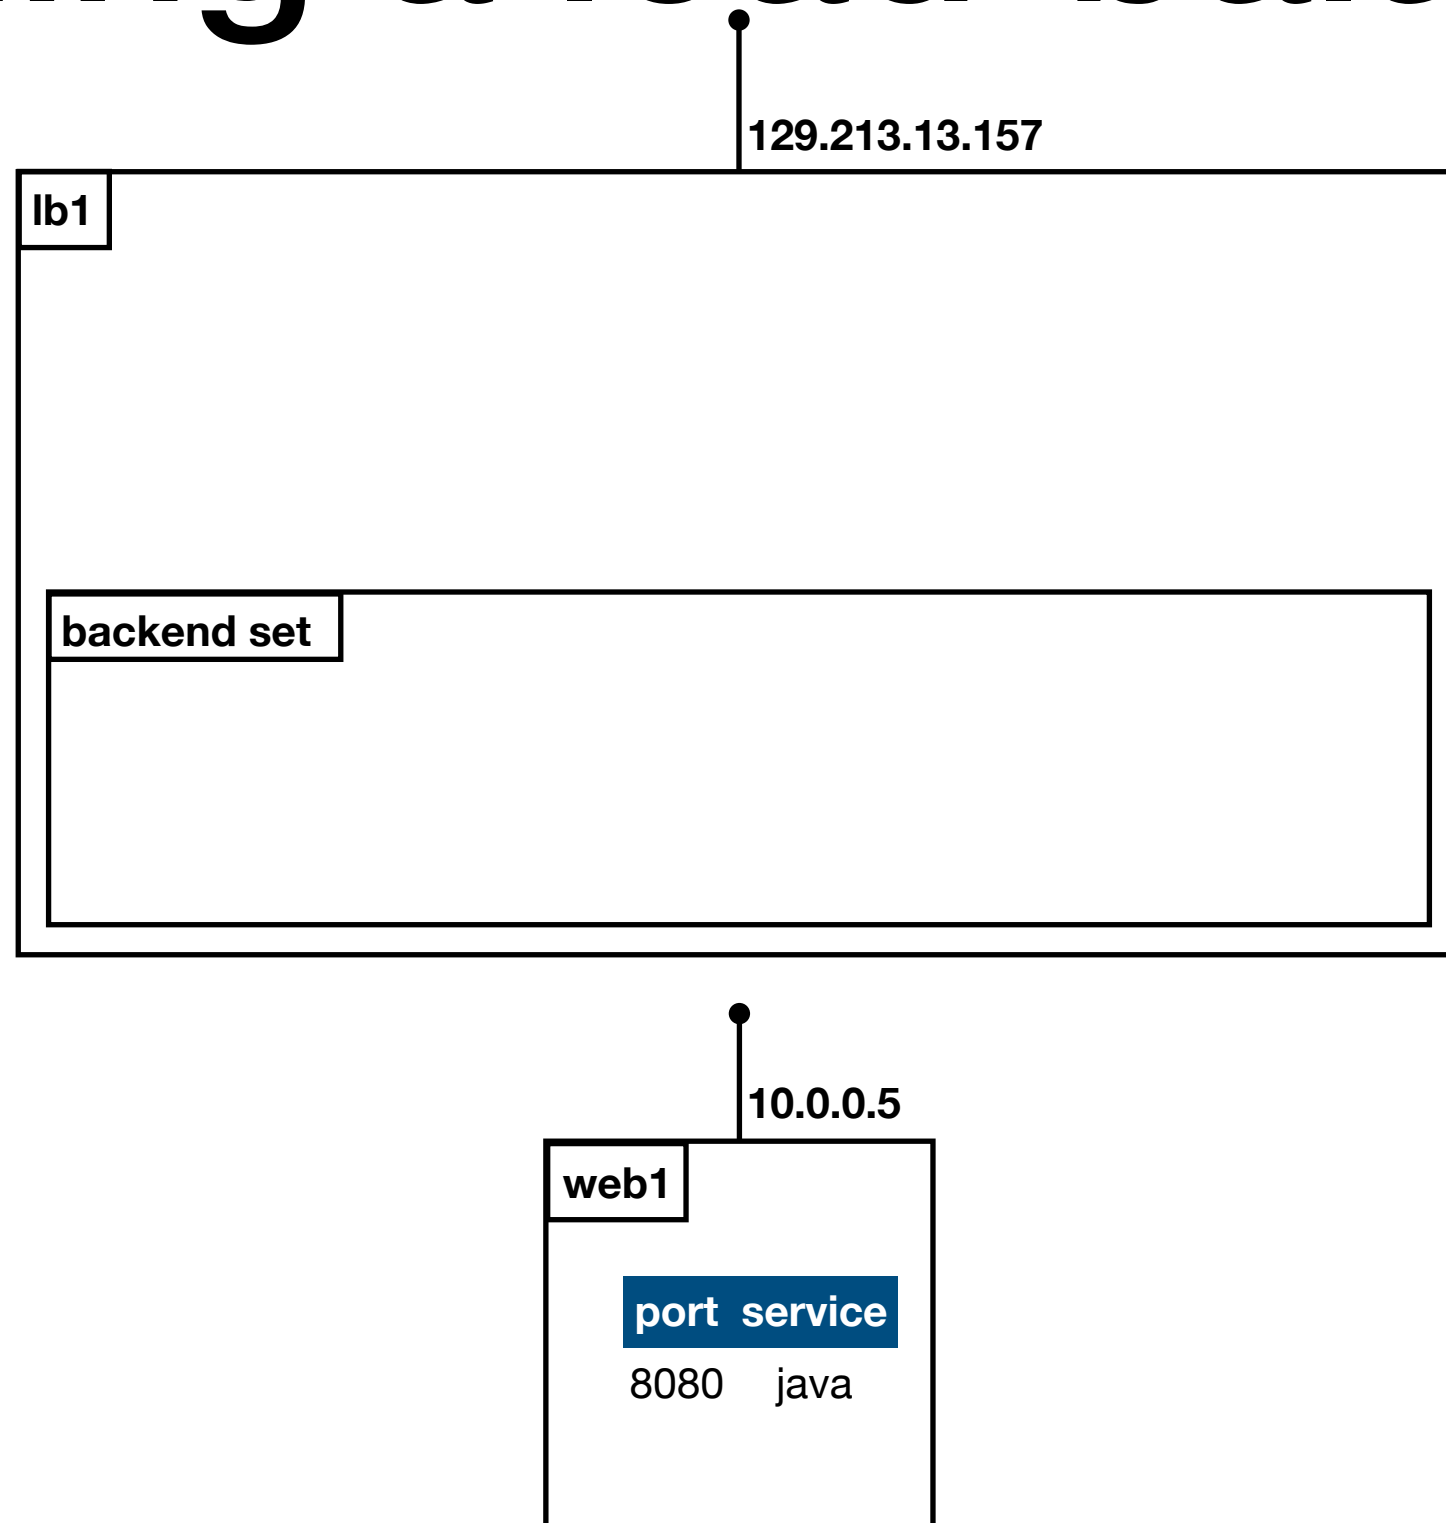 129.213.13.157
lb1
backend set
10.0.0.5
web1
port service
8080 java